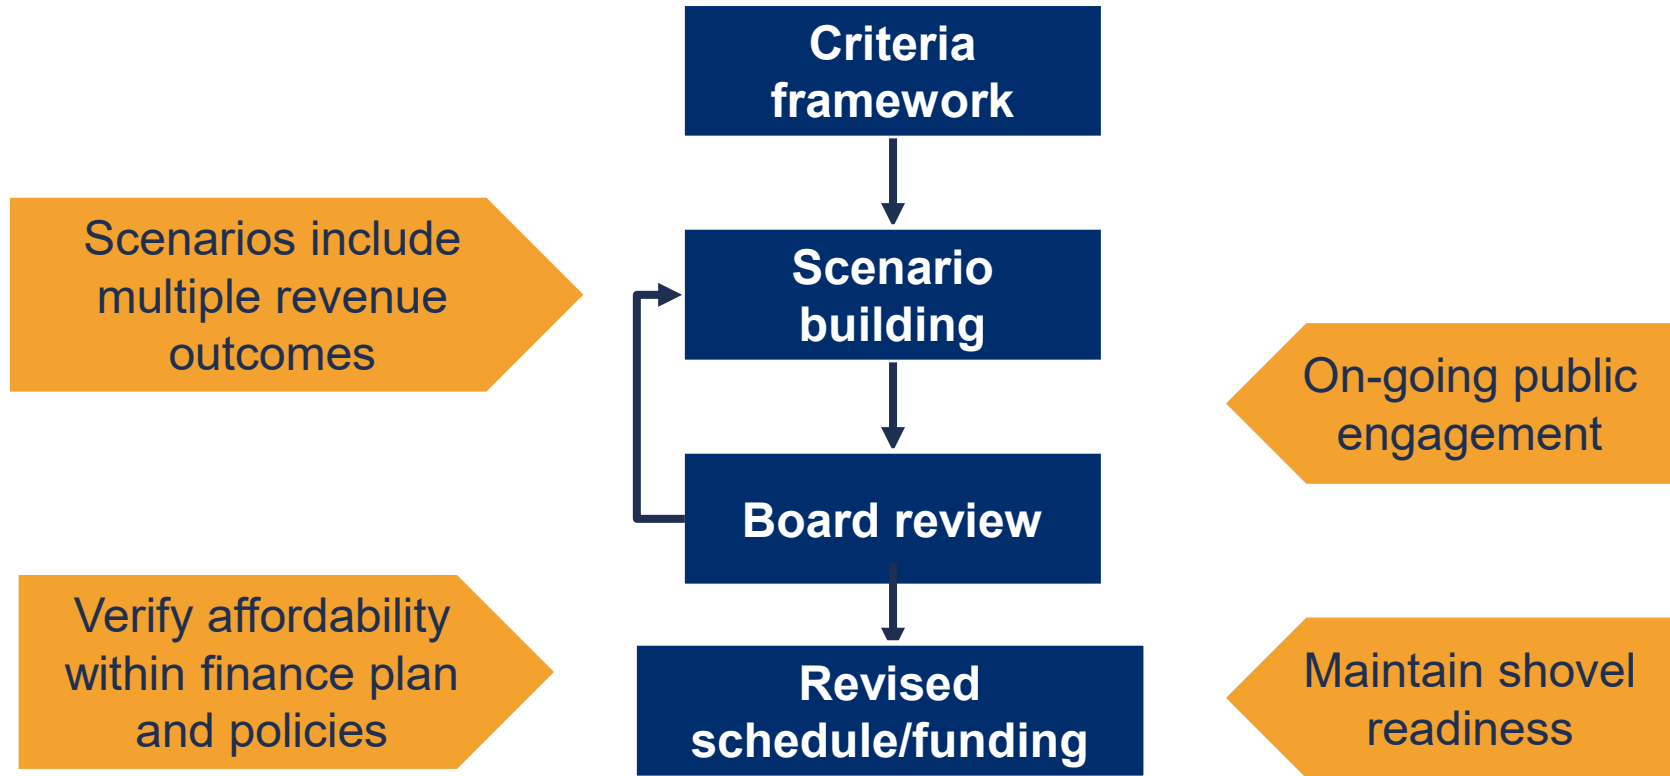 Criteria
framework
Scenarios include
multiple revenue
outcomes
Scenario
building
On-going public
engagement
Board review
Verify affordability
within finance plan
and policies
Revised
schedule/funding
Maintain shovel
readiness